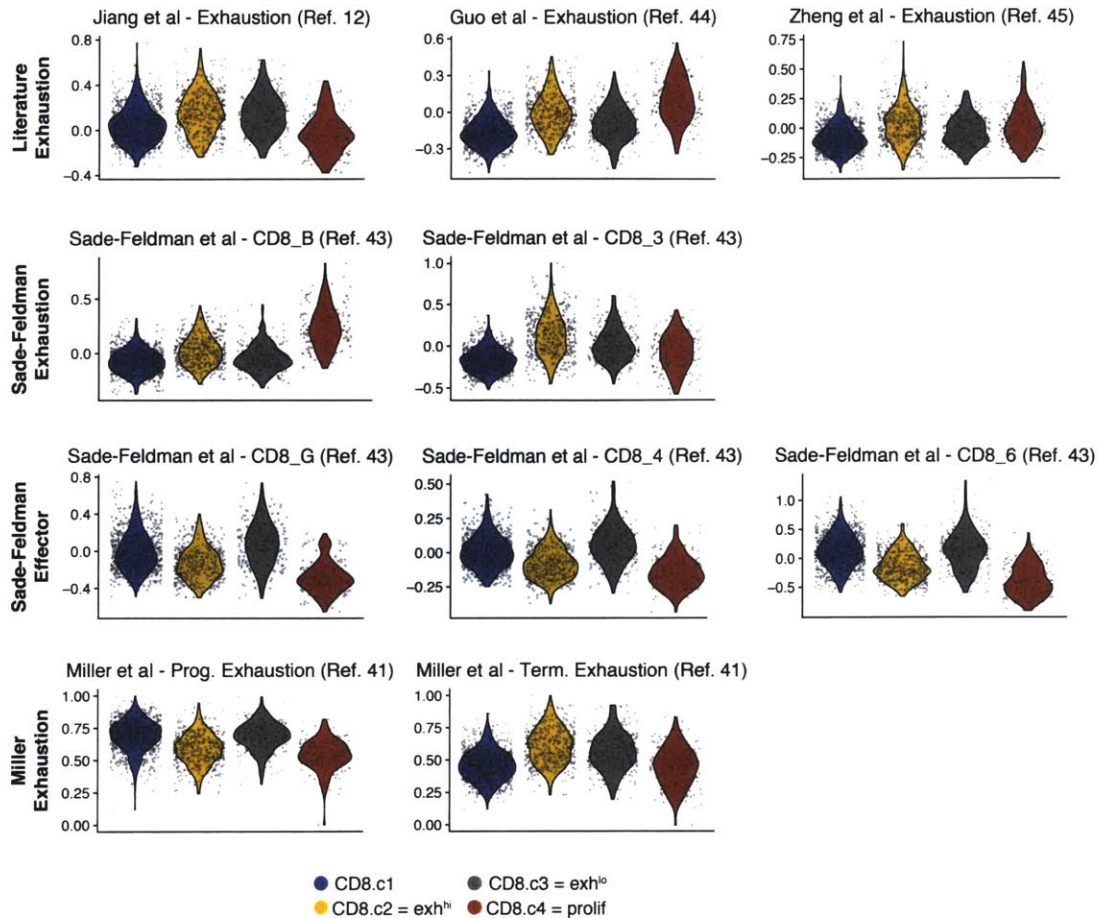 Jiang et al - Exhaustion (Ref. 12)
Guo et al - Exhaustion (Ref. 44)
Zheng et al - Exhaustion (Ref. 45)
Literature
Exhaustion
0.8
0.4
0.0
−0.4
0.6
0.3
0.0
−0.3
0.75
0.50
0.25
0.00
−0.25
Sade-Feldman et al - CD8_B (Ref. 43)
Sade-Feldman et al - CD8_3 (Ref. 43)
Sade-Feldman
Exhaustion
0.5
0.0
1.0
0.5
0.0
−0.5
Sade-Feldman et al - CD8_G (Ref. 43)
Sade-Feldman et al - CD8_4 (Ref. 43)
Sade-Feldman et al - CD8_6 (Ref. 43)
Sade-Feldman
Effector
0.8
0.4
0.0
−0.4
0.50
0.25
0.00
−0.25
1.0
0.5
0.0
−0.5
Miller et al - Prog. Exhaustion (Ref. 41)
Miller et al - Term. Exhaustion (Ref. 41)
Miller
Exhaustion
1.00
0.75
0.50
0.25
0.00
1.00
0.75
0.50
0.25
0.00
CD8.c1
CD8.c3 = exhˡᵒ
CD8.c2 = exhʰⁱ
CD8.c4 = prolif